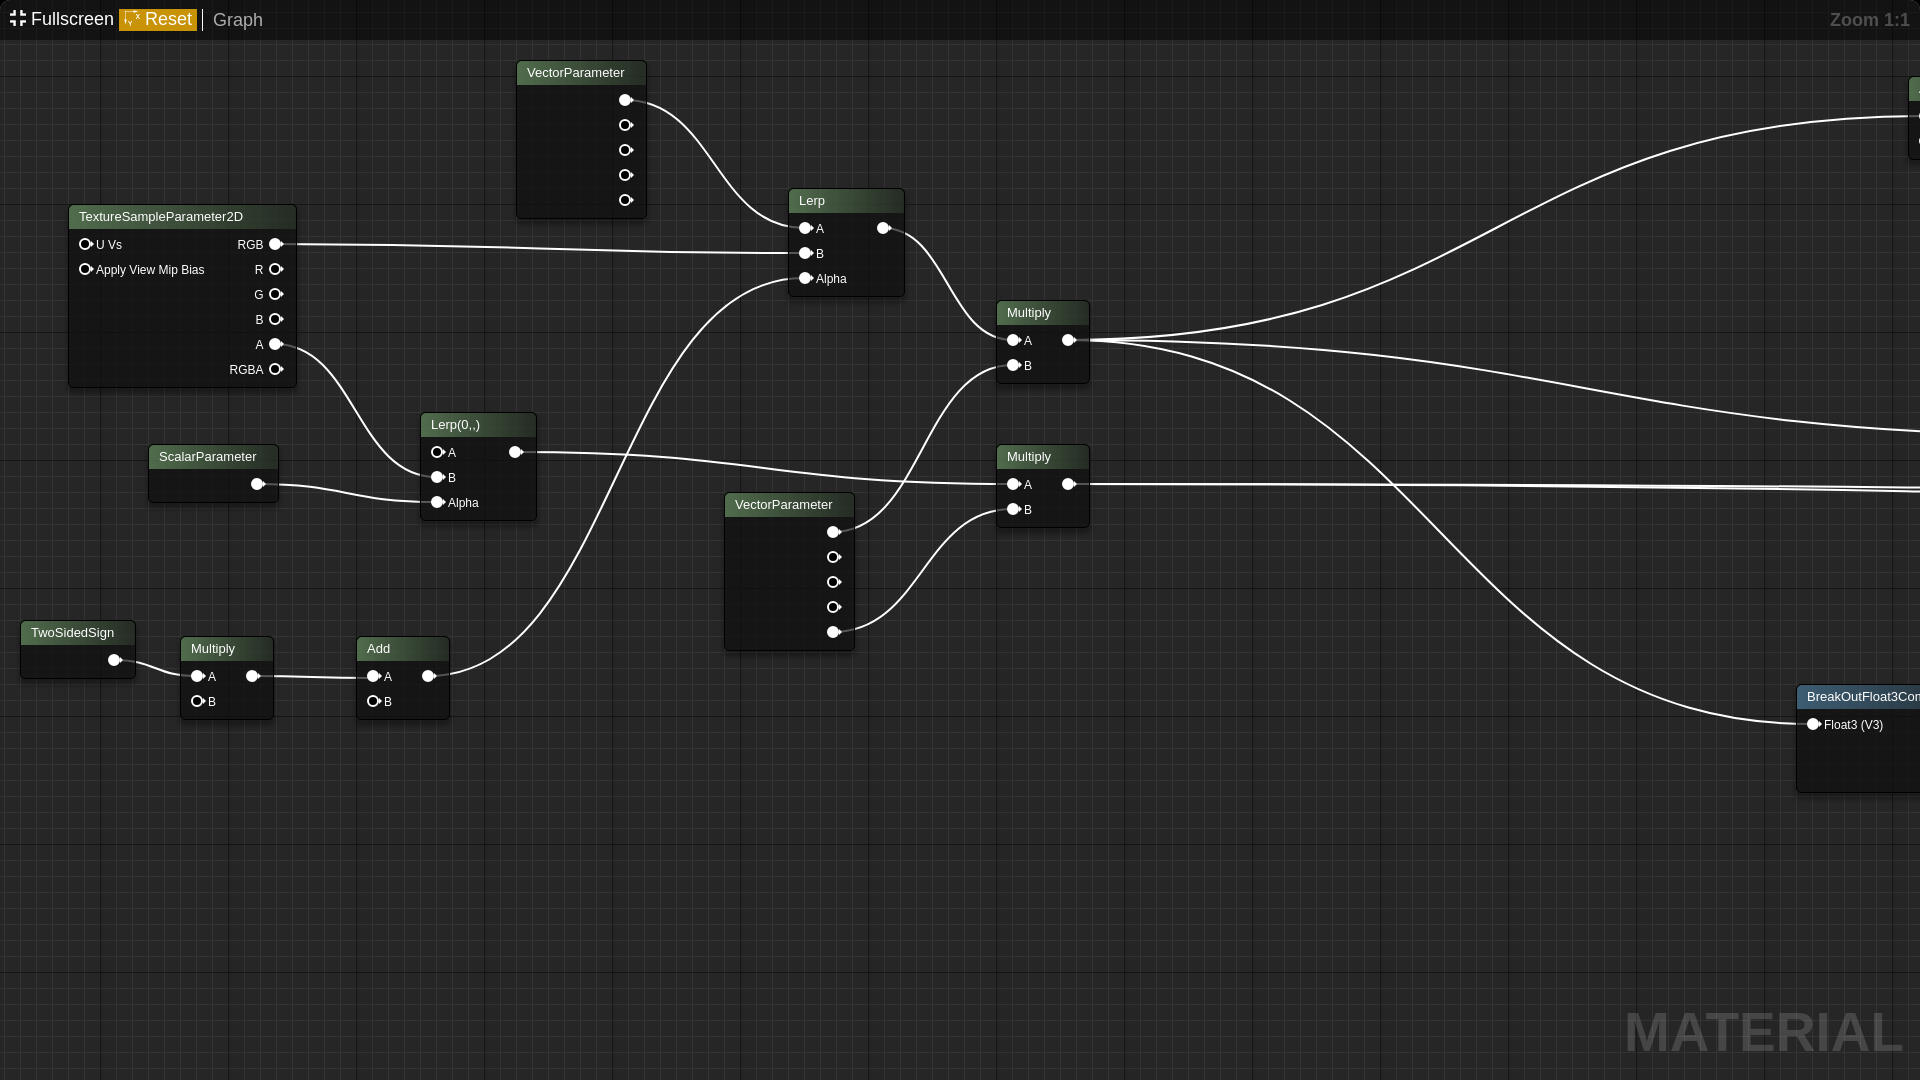 Fullscreen Reset Graph Zoom 1:1
VectorParameter
TextureSampleParameter2D
U Vs RGB
Apply View Mip Bias R
G
B
A
RGBA
Lerp
A
B
Alpha
Multiply
A
B
ScalarParameter
Lerp(0,,)
A
B
Alpha
Multiply
A
B
VectorParameter
TwoSidedSign
Multiply
A
B
Add
A
B
BreakOutFloat3Con
Float3 (V3)
MATERIAL